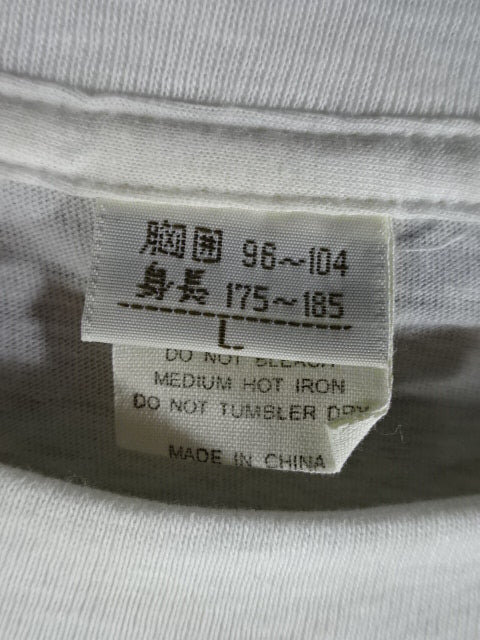 胸囲 96~104
身長 175~185
L
DO NOT BLEACH
MEDIUM HOT IRON
DO NOT TUMBLER DRY
MADE IN CHINA